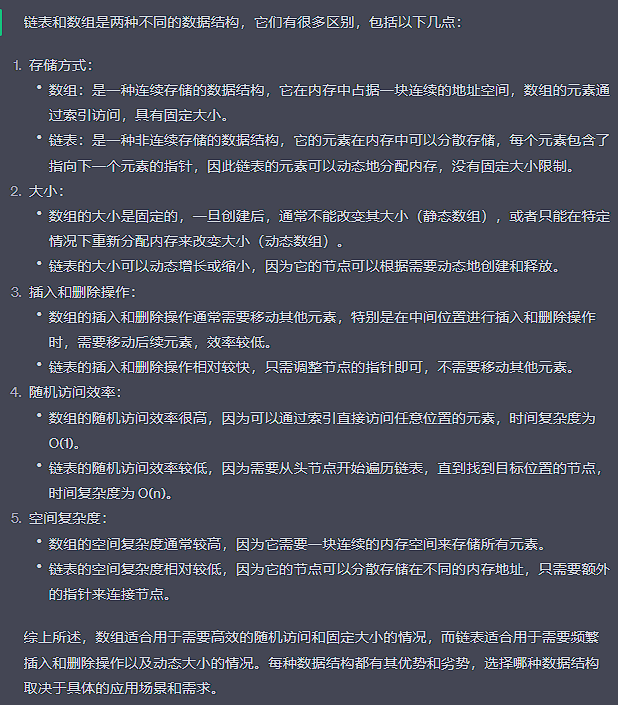 链表和数组是两种不同的数据结构，它们有很多区别，包括以下几点：
1. 存储方式：
• 数组：是一种连续存储的数据结构，它在内存中占据一块连续的地址空间，数组的元素通
过索引访问，具有固定大小。
• 链表：是一种非连续存储的数据结构，它的元素在内存中可以分散存储，每个元素包含了
指向下一个元素的指针，因此链表的元素可以动态地分配内存，没有固定大小限制。
2. 大小：
• 数组的大小是固定的，一旦创建后，通常不能改变其大小（静态数组），或者只能在特定
情况下重新分配内存来改变大小（动态数组）。
• 链表的大小可以动态增长或缩小，因为它的节点可以根据需要动态地创建和释放。
3. 插入和删除操作：
• 数组的插入和删除操作通常需要移动其他元素，特别是在中间位置进行插入和删除操作
时，需要移动后续元素，效率较低。
• 链表的插入和删除操作相对较快，只需调整节点的指针即可，不需要移动其他元素。
4. 随机访问效率：
• 数组的随机访问效率很高，因为可以通过索引直接访问任意位置的元素，时间复杂度为
O(1)。
• 链表的随机访问效率较低，因为需要从头节点开始遍历链表，直到找到目标位置的节点，
时间复杂度为 O(n)。
5. 空间复杂度：
• 数组的空间复杂度通常较高，因为它需要一块连续的内存空间来存储所有元素。
• 链表的空间复杂度相对较低，因为它的节点可以分散存储在不同的内存地址，只需要额外
的指针来连接节点。
综上所述，数组适合用于需要高效的随机访问和固定大小的情况，而链表适合用于需要频繁
插入和删除操作以及动态大小的情况。每种数据结构都有其优势和劣势，选择哪种数据结构
取决于具体的应用场景和需求。